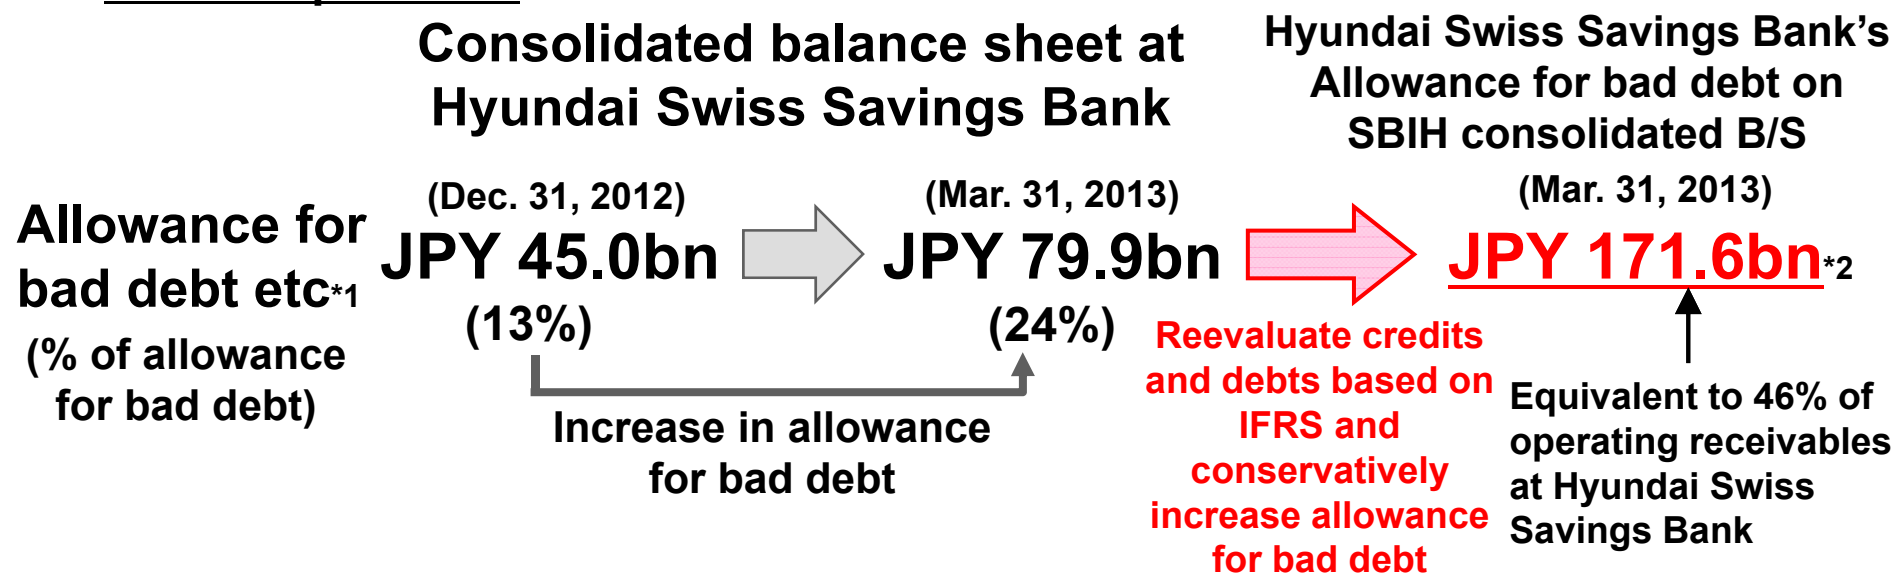 Consolidated balance sheet at
Hyundai Swiss Savings Bank
Hyundai Swiss Savings Bank’s
Allowance for bad debt on
SBIH consolidated B/S
Allowance for
bad debt etc*1
(% of allowance
for bad debt)
(Dec. 31, 2012)
JPY 45.0bn
(13%)
(Mar. 31, 2013)
JPY 79.9bn
(24%)
(Mar. 31, 2013)
JPY 171.6bn*2
Increase in allowance
for bad debt
Reevaluate credits
and debts based on
IFRS and
conservatively
increase allowance
for bad debt
Equivalent to 46% of
operating receivables
at Hyundai Swiss
Savings Bank